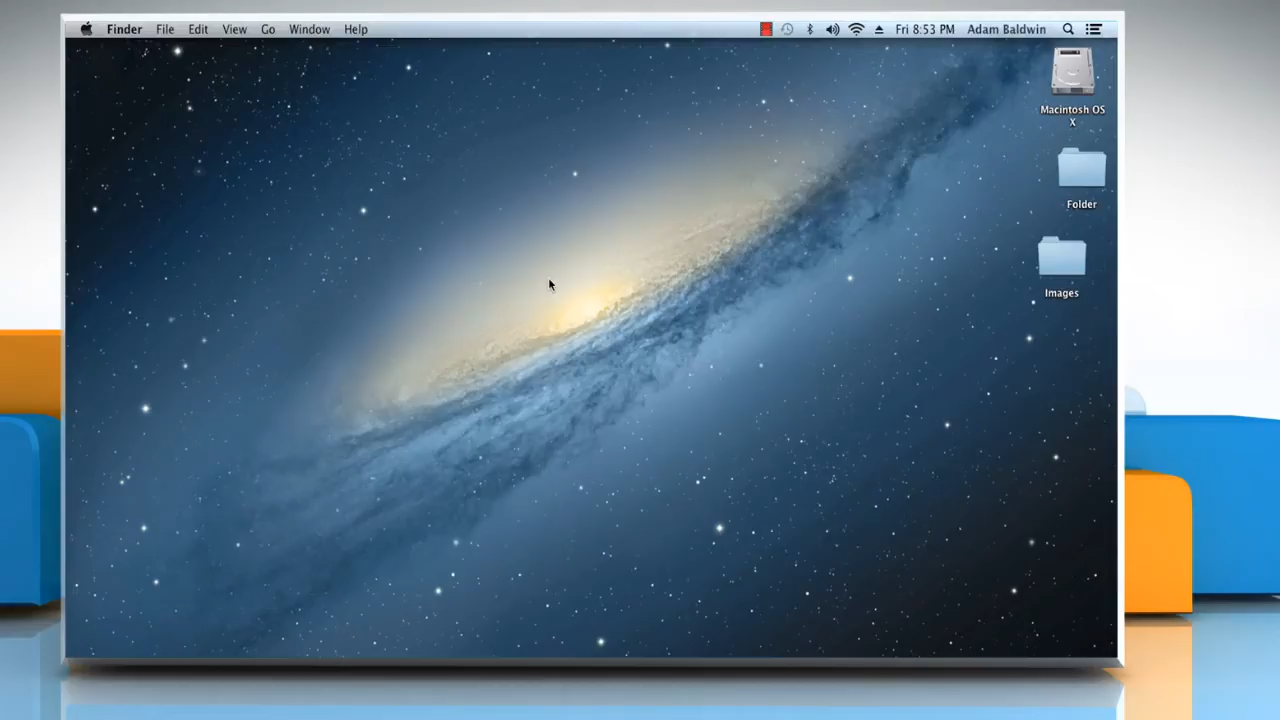 Finder File Edit View Go Window Help Fri 8:53 PM Adam Baldwin
Macintosh OS
X
Folder
Images